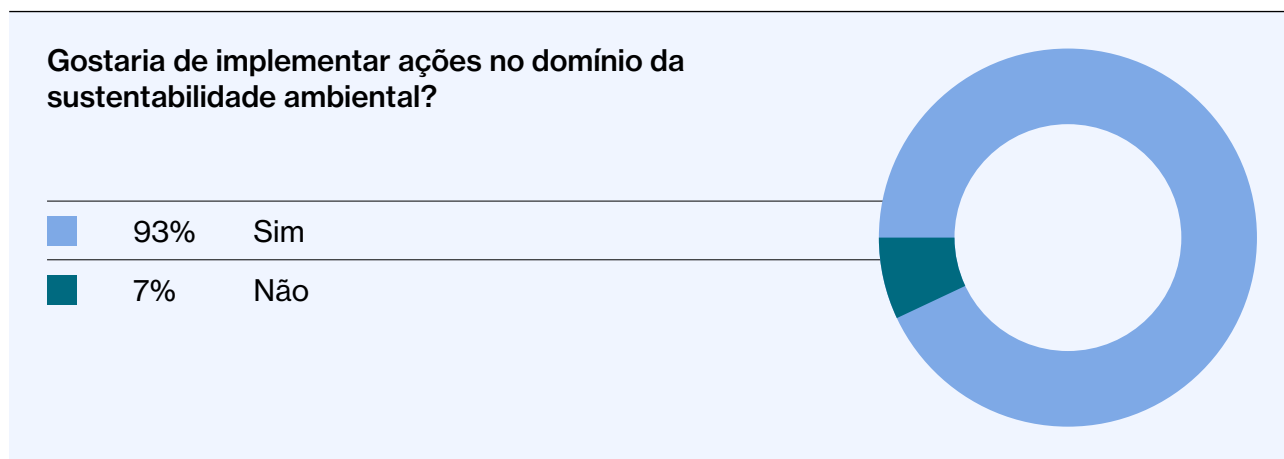 Gostaria de implementar ações no domínio da
sustentabilidade ambiental?
93% Sim
7% Não